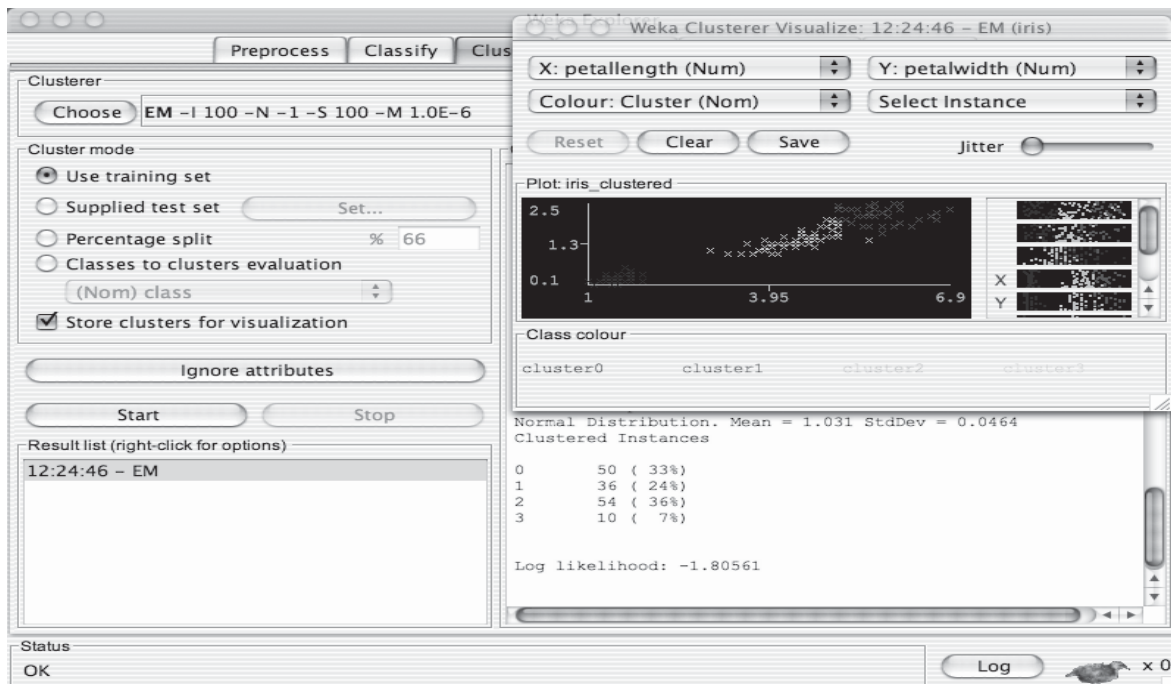 Weka Explorer
Preprocess
Classify
Clus
Clusterer
Choose
EM -I 100 -N -1 -S 100 -M 1.0E-6
Cluster mode
Use training set
Supplied test set
Set...
Percentage split
% 66
Classes to clusters evaluation
(Nom) class
Store clusters for visualization
Ignore attributes
Start
Stop
Result list (right-click for options)
12:24:46 - EM
Weka Clusterer Visualize: 12:24:46 - EM (iris)
X: petallength (Num)
Y: petalwidth (Num)
Colour: Cluster (Nom)
Select Instance
Reset
Clear
Save
Jitter
Plot: iris_clustered
2.5
1.3
0.1
1
3.95
6.9
X
Y
Class colour
cluster0
cluster1
cluster2
cluster3
Normal Distribution. Mean = 1.031 StdDev = 0.0464
Clustered Instances
0 50 ( 33%)
1 36 ( 24%)
2 54 ( 36%)
3 10 ( 7%)
Log likelihood: -1.80561
Status
OK
Log
x 0